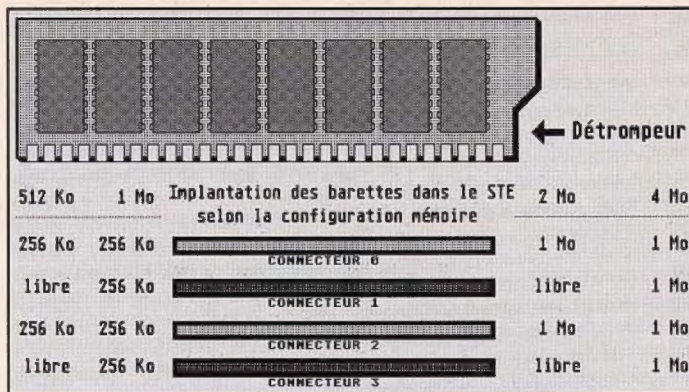 Détrompeur
512 Ko 1 Mo Implantation des barettes dans le STE 2 Mo 4 Mo
selon la configuration mémoire
256 Ko 256 Ko 1 Mo 1 Mo
CONNECTEUR 0
libre 256 Ko libre 1 Mo
CONNECTEUR 1
256 Ko 256 Ko 1 Mo 1 Mo
CONNECTEUR 2
libre 256 Ko libre 1 Mo
CONNECTEUR 3